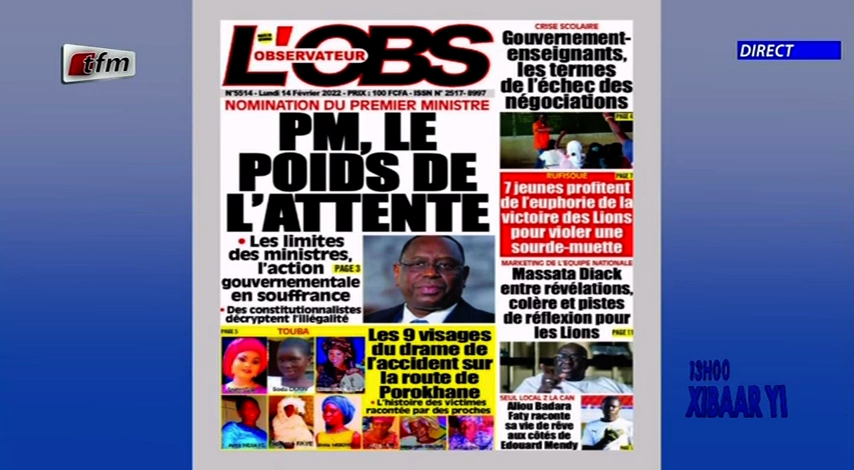 tfm
DIRECT
L'OBS
OBSERVATEUR
N°5514 - Lundi 14 Février 2022 - PRIX : 100 FCFA - ISSN N° 2517- 8997
NOMINATION DU PREMIER MINISTRE
PM, LE
POIDS DE
L'ATTENTE
• Les limites
des ministres,
l'action PAGE 3
gouvernementale
en souffrance
• Des constitutionnalistes
décryptent l'illégalité
CRISE SCOLAIRE
Gouvernement-
enseignants,
les termes
de l'échec des
négociations
RUFISQUE
7 jeunes profitent
de l'euphorie de la
victoire des Lions
pour violer une
sourde-muette
MARKETING DE L'EQUIPE NATIONALE
Massata Diack
entre révélations,
colère et pistes
de réflexion pour
les Lions
SEUL LOCAL Z LA CAN
Aliou Badara
Faty raconte
sa vie de rêve
aux côtés de
Edouard Mendy
PAGE 5
TOUBA
Les 9 visages
du drame de
l'accident sur
la route de
Porokhane
• L'histoire des victimes
racontée par des proches
13H00
XIBAAR YI